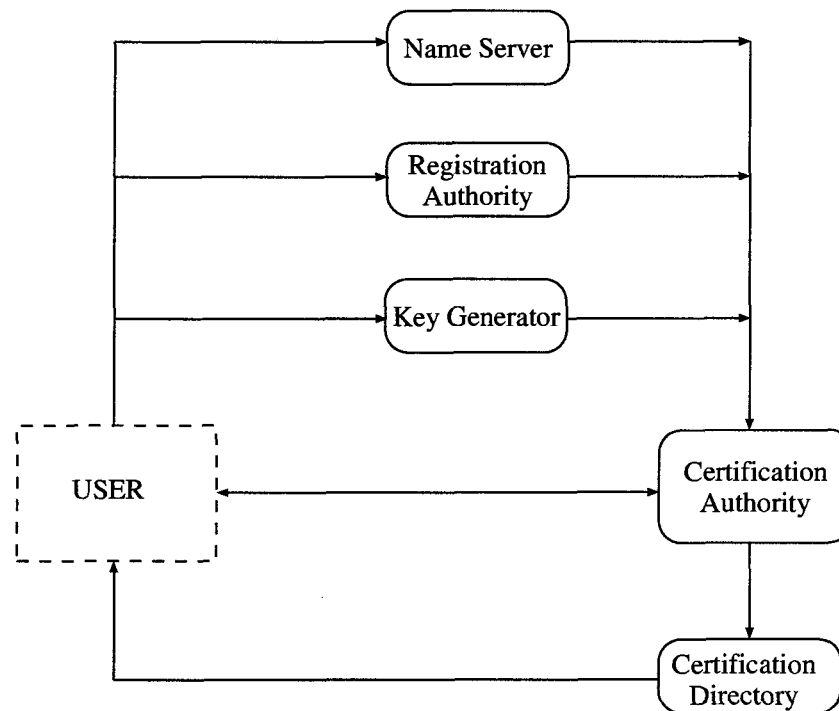 Name Server
Registration
Authority
Key Generator
USER
Certification
Authority
Certification
Directory